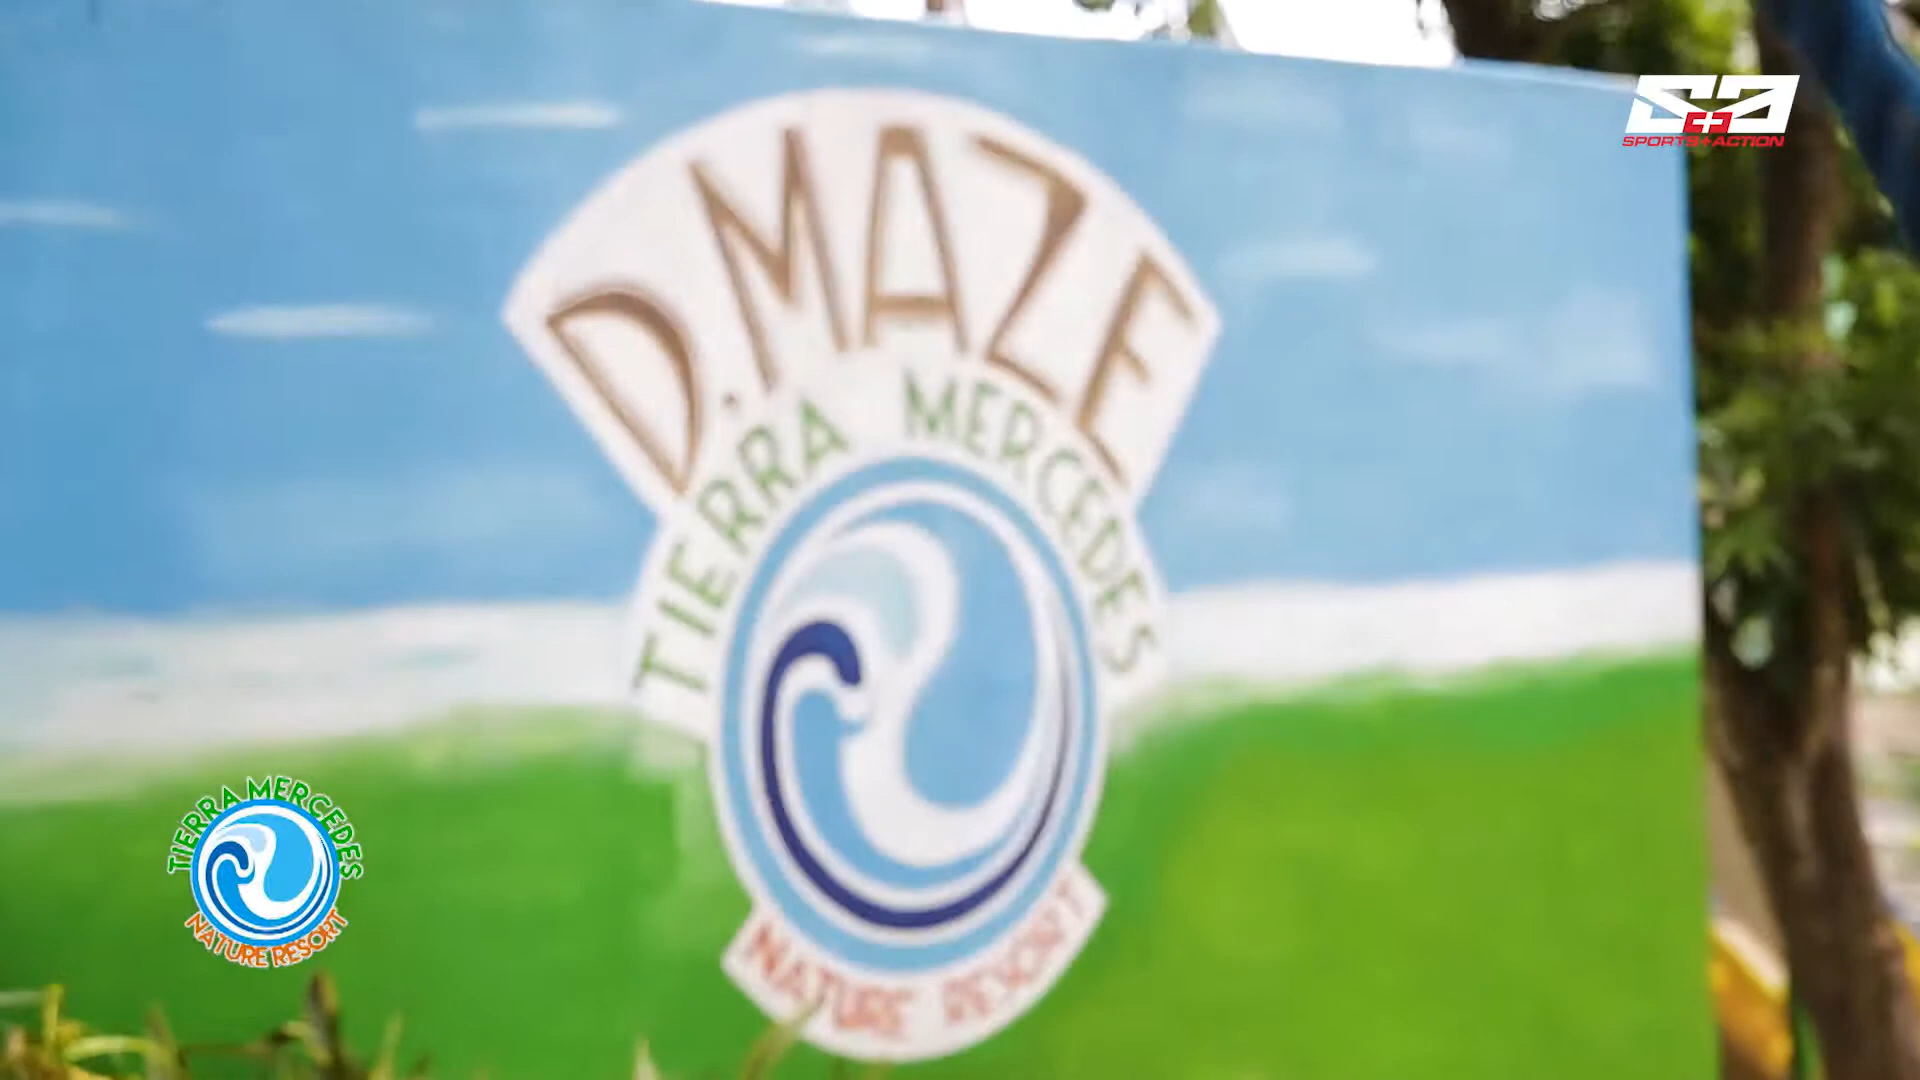 S+A
SPORTS+ACTION
D.MAZE
TIERRA MERCEDES
NATURE RESORT
TIERRA MERCEDES
NATURE RESORT